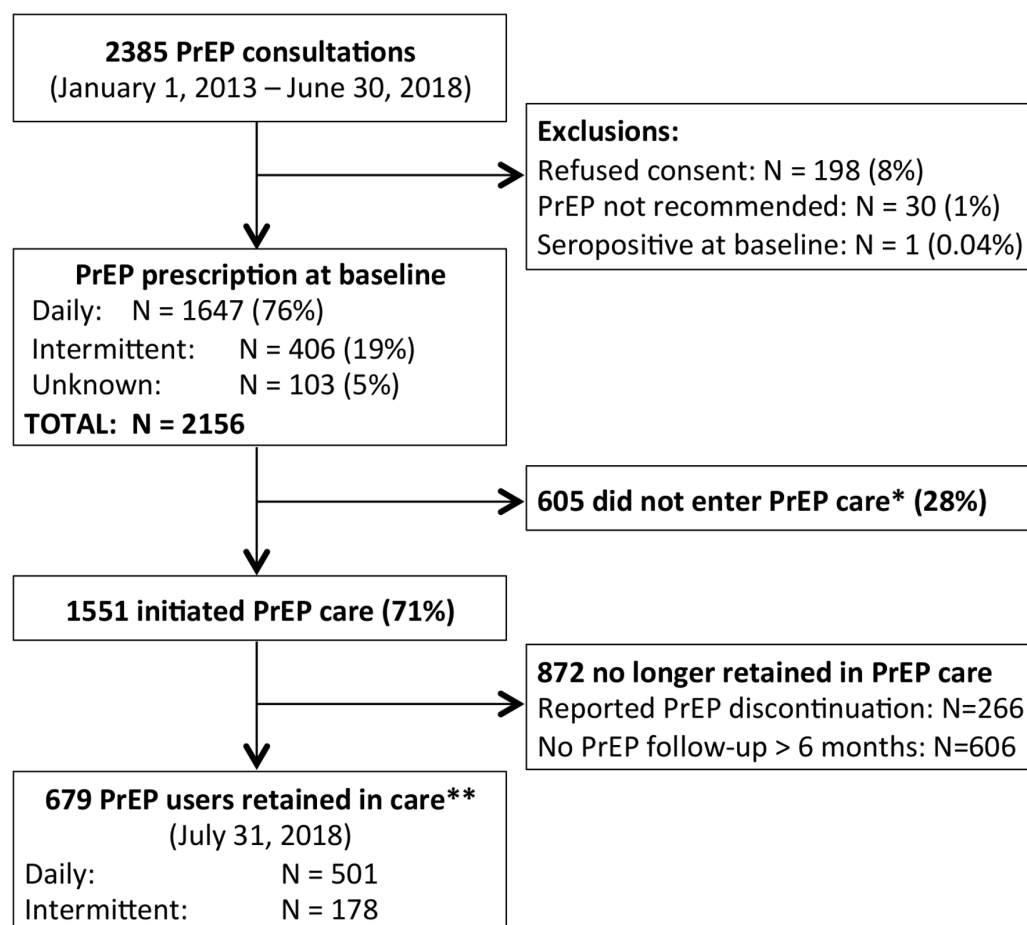 2385 PrEP consultations
(January 1, 2013 – June 30, 2018)
Exclusions:
Refused consent: N = 198 (8%)
PrEP not recommended: N = 30 (1%)
Seropositive at baseline: N = 1 (0.04%)
PrEP prescription at baseline
Daily: N = 1647 (76%)
Intermittent: N = 406 (19%)
Unknown: N = 103 (5%)
TOTAL: N = 2156
605 did not enter PrEP care* (28%)
1551 initiated PrEP care (71%)
872 no longer retained in PrEP care
Reported PrEP discontinuation: N=266
No PrEP follow-up > 6 months: N=606
679 PrEP users retained in care**
(July 31, 2018)
Daily: N = 501
Intermittent: N = 178